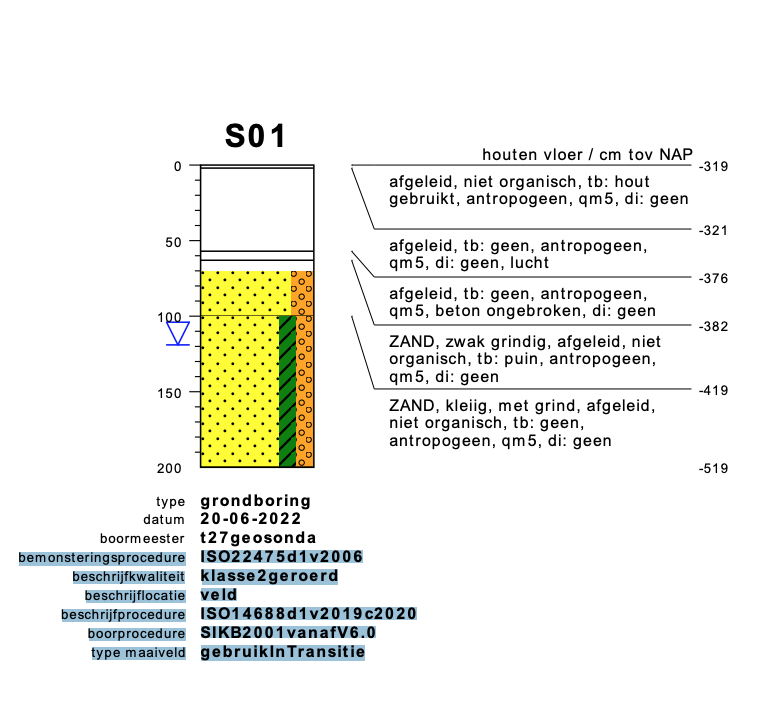 S01
houten vloer / cm tov NAP
0
-319
afgeleid, niet organisch, tb: hout
gebruikt, antropogeen, qm5, di: geen
-321
50
afgeleid, tb: geen, antropogeen,
qm5, di: geen, lucht
-376
afgeleid, tb: geen, antropogeen,
qm5, beton ongebroken, di: geen
100
-382
ZAND, zwak grindig, afgeleid, niet
organisch, tb: puin, antropogeen,
qm5, di: geen
150
-419
ZAND, kleiig, met grind, afgeleid,
niet organisch, tb: geen,
antropogeen, qm5, di: geen
200
-519
type grondboring
datum 20-06-2022
boormeester t27geosonda
bemonsteringsprocedure ISO22475d1v2006
beschrijfkwaliteit klasse2geroerd
beschrijflocatie veld
beschrijfprocedure ISO14688d1v2019c2020
boorprocedure SIKB2001vanafV6.0
type maaiveld gebruikInTransitie